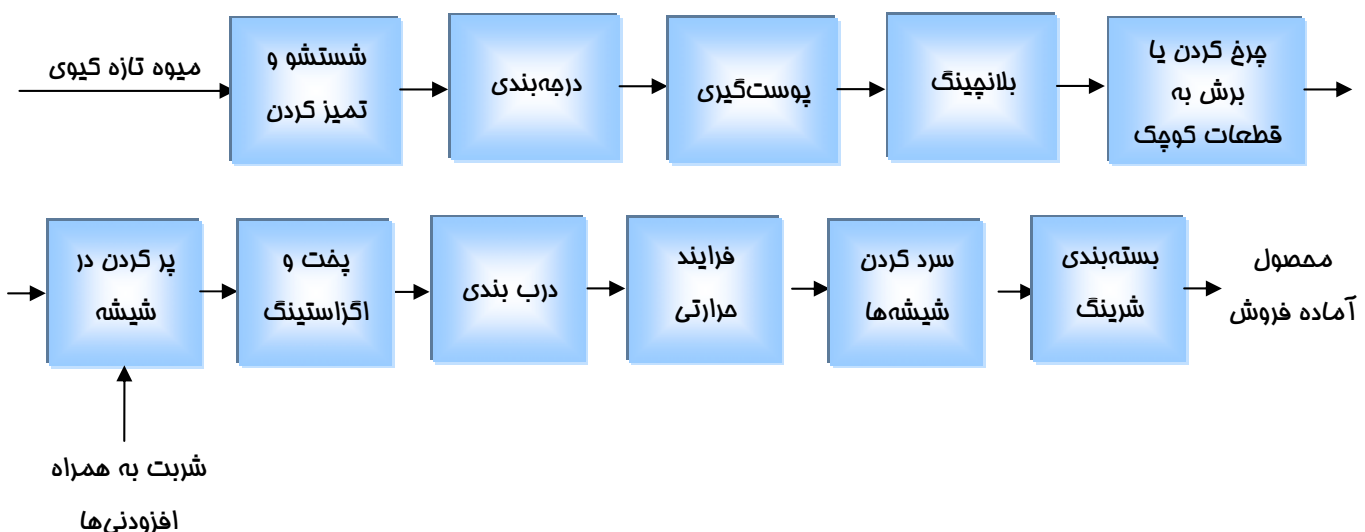 میوه تازه کیوی
شستشو و
تمیز کردن
درجه‌بندی
پوست‌گیری
بلانچینگ
چرخ کردن یا
برش به
قطعات کوچک
پر کردن در
شیشه
پخت و
اگزاستینگ
درب بندی
فرایند
حرارتی
سرد کردن
شیشه‌ها
بسته‌بندی
شرینگ
محصول
آماده فروش
شربت به همراه
افزودنی‌ها